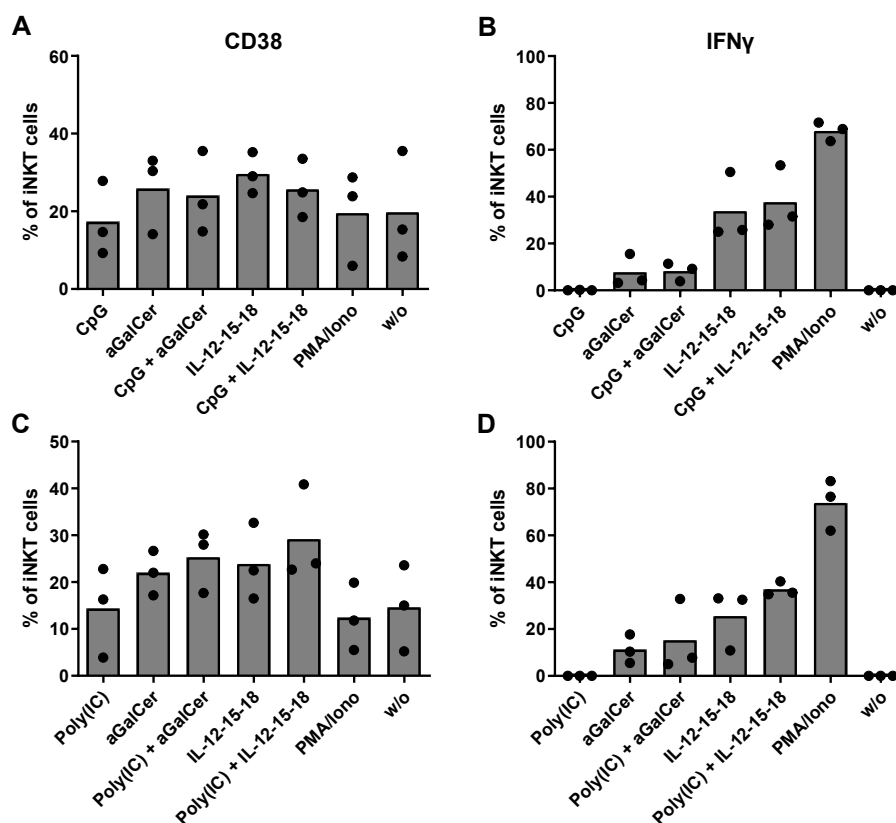 A
CD38
% of iNKT cells
60
40
20
0
CpG
aGalCer
CpG + aGalCer
IL-12-15-18
CpG + IL-12-15-18
PMA/Iono
w/o
B
IFNγ
% of iNKT cells
100
80
60
40
20
0
CpG
aGalCer
CpG + aGalCer
IL-12-15-18
CpG + IL-12-15-18
PMA/Iono
w/o
C
% of iNKT cells
50
40
30
20
10
0
Poly(IC)
aGalCer
Poly(IC) + aGalCer
IL-12-15-18
Poly(IC) + IL-12-15-18
PMA/Iono
w/o
D
% of iNKT cells
100
80
60
40
20
0
Poly(IC)
aGalCer
Poly(IC) + aGalCer
IL-12-15-18
Poly(IC) + IL-12-15-18
PMA/Iono
w/o